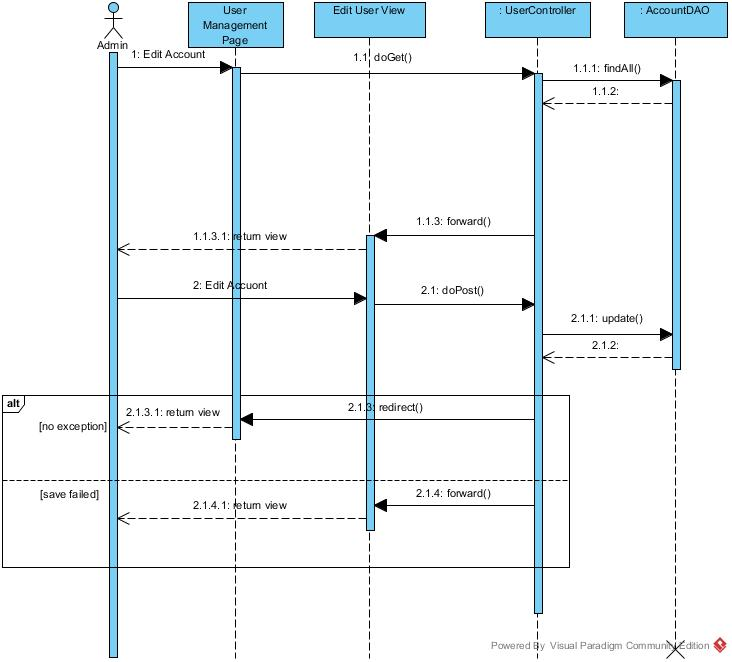 User
Management
Page
Edit User View
: UserController
: AccountDAO
Admin
1: Edit Account
1.1: doGet()
1.1.1: findAll()
1.1.2:
1.1.3: forward()
1.1.3.1: return view
2: Edit Accuont
2.1: doPost()
2.1.1: update()
2.1.2:
alt
2.1.3: redirect()
2.1.3.1: return view
[no exception]
[save failed]
2.1.4: forward()
2.1.4.1: return view
Powered By Visual Paradigm Community Edition